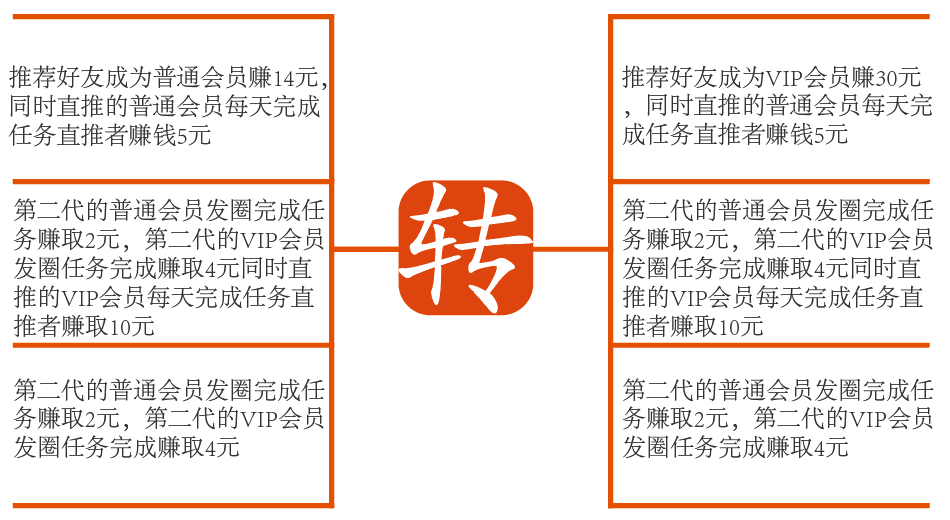 推荐好友成为普通会员赚14元，
同时直推的普通会员每天完成
任务直推者赚钱5元
第二代的普通会员发圈完成任
务赚取2元，第二代的VIP会员
发圈任务完成赚取4元同时直
推的VIP会员每天完成任务直
推者赚取10元
第二代的普通会员发圈完成任
务赚取2元，第二代的VIP会员
发圈任务完成赚取4元
转
推荐好友成为VIP会员赚30元
，同时直推的普通会员每天完
成任务直推者赚钱5元
第二代的普通会员发圈完成任
务赚取2元，第二代的VIP会员
发圈任务完成赚取4元同时直
推的VIP会员每天完成任务直
推者赚取10元
第二代的普通会员发圈完成任
务赚取2元，第二代的VIP会员
发圈任务完成赚取4元